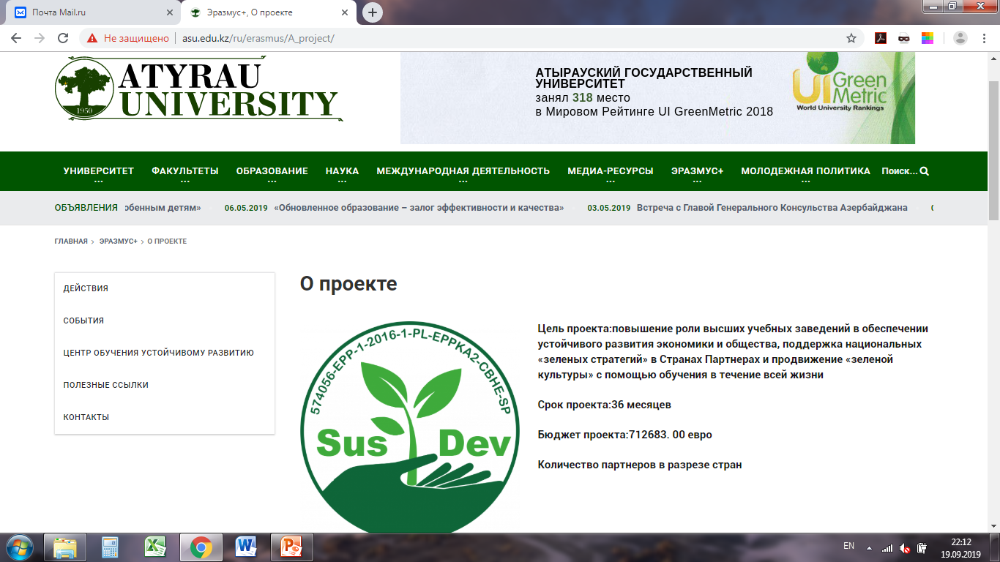 Почта Mail.ru
Эразмус+, О проекте
Не защищено
asu.edu.kz/ru/erasmus/A_project/
ATYRAU
UNIVERSITY
1950
АТЫРАУСКИЙ ГОСУДАРСТВЕННЫЙ
УНИВЕРСИТЕТ
занял 318 место
в Мировом Рейтинге UI GreenMetric 2018
UI Green
Metric
World University Rankings
УНИВЕРСИТЕТ ФАКУЛЬТЕТЫ ОБРАЗОВАНИЕ НАУКА МЕЖДУНАРОДНАЯ ДЕЯТЕЛЬНОСТЬ МЕДИА-РЕСУРСЫ ЭРАЗМУС+ МОЛОДЕЖНАЯ ПОЛИТИКА Поиск...
ОБЪЯВЛЕНИЯ обенным детям» 06.05.2019 «Обновленное образование – залог эффективности и качества» 03.05.2019 Встреча с Главой Генерального Консульства Азербайджана
ГЛАВНАЯ > ЭРАЗМУС+ > О ПРОЕКТЕ
ДЕЙСТВИЯ
СОБЫТИЯ
ЦЕНТР ОБУЧЕНИЯ УСТОЙЧИВОМУ РАЗВИТИЮ
ПОЛЕЗНЫЕ ССЫЛКИ
КОНТАКТЫ
О проекте
574056-EPP-1-2016-1-PL-EPPKA2-CBHE-SP
Sus Dev
Цель проекта:повышение роли высших учебных заведений в обеспечении
устойчивого развития экономики и общества, поддержка национальных
«зеленых стратегий» в Странах Партнерах и продвижение «зеленой
культуры» с помощью обучения в течение всей жизни
Срок проекта:36 месяцев
Бюджет проекта:712683. 00 евро
Количество партнеров в разрезе стран
EN
22:12
19.09.2019